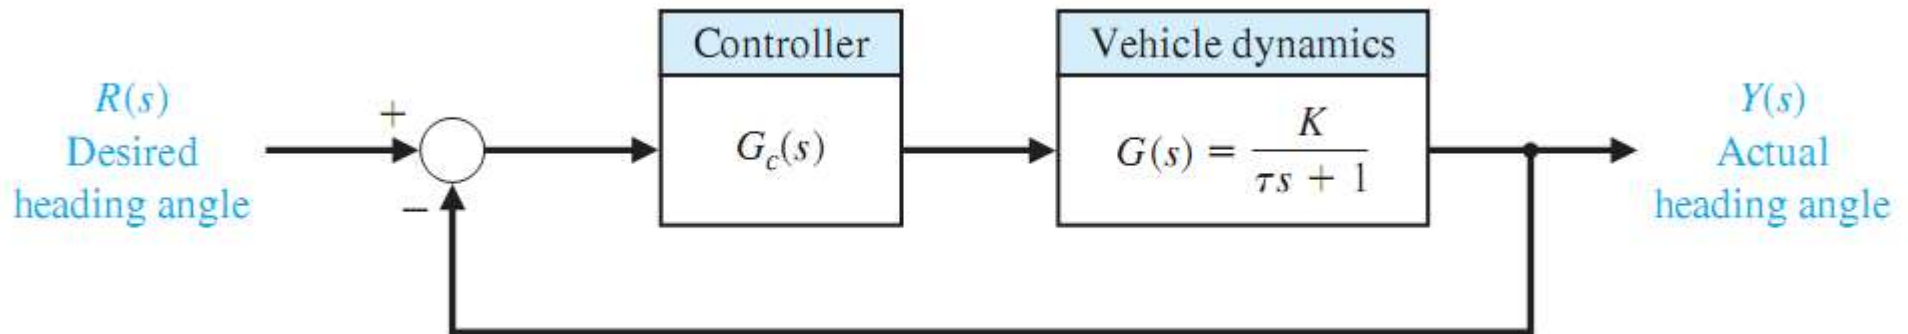 R(s)
Desired
heading angle
+
−
Controller
G_c(s)
Vehicle dynamics
G(s) = K / (τs + 1)
Y(s)
Actual
heading angle